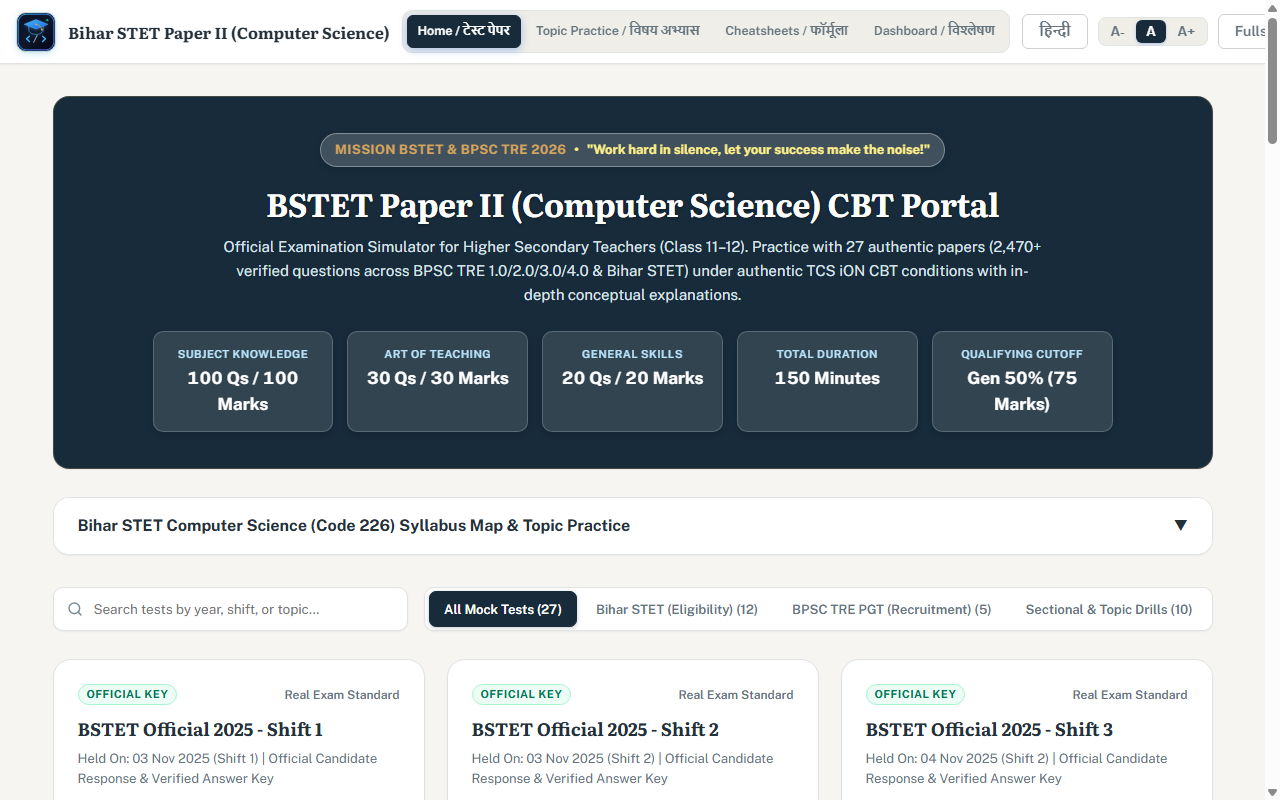 Bihar STET Paper II (Computer Science)
Home / टेस्ट पेपर
Topic Practice / विषय अभ्यास
Cheatsheets / फॉर्मूला
Dashboard / विश्लेषण
हिन्दी
A-
A
A+
Fulls
MISSION BSTET & BPSC TRE 2026 • "Work hard in silence, let your success make the noise!"
BSTET Paper II (Computer Science) CBT Portal
Official Examination Simulator for Higher Secondary Teachers (Class 11–12). Practice with 27 authentic papers (2,470+
verified questions across BPSC TRE 1.0/2.0/3.0/4.0 & Bihar STET) under authentic TCS iON CBT conditions with in-
depth conceptual explanations.
SUBJECT KNOWLEDGE
100 Qs / 100
Marks
ART OF TEACHING
30 Qs / 30 Marks
GENERAL SKILLS
20 Qs / 20 Marks
TOTAL DURATION
150 Minutes
QUALIFYING CUTOFF
Gen 50% (75
Marks)
Bihar STET Computer Science (Code 226) Syllabus Map & Topic Practice
▼
Search tests by year, shift, or topic...
All Mock Tests (27)
Bihar STET (Eligibility) (12)
BPSC TRE PGT (Recruitment) (5)
Sectional & Topic Drills (10)
OFFICIAL KEY
Real Exam Standard
BSTET Official 2025 - Shift 1
Held On: 03 Nov 2025 (Shift 1) | Official Candidate
Response & Verified Answer Key
OFFICIAL KEY
Real Exam Standard
BSTET Official 2025 - Shift 2
Held On: 03 Nov 2025 (Shift 2) | Official Candidate
Response & Verified Answer Key
OFFICIAL KEY
Real Exam Standard
BSTET Official 2025 - Shift 3
Held On: 04 Nov 2025 (Shift 2) | Official Candidate
Response & Verified Answer Key